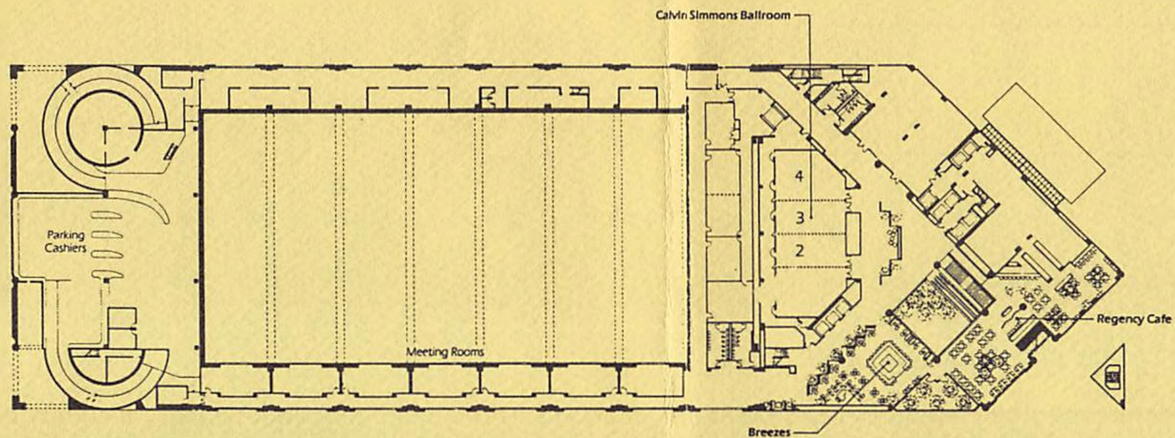 Calvin Simmons Ballroom
4
3
2
Parking
Cashiers
Meeting Rooms
Regency Cafe
Breezes